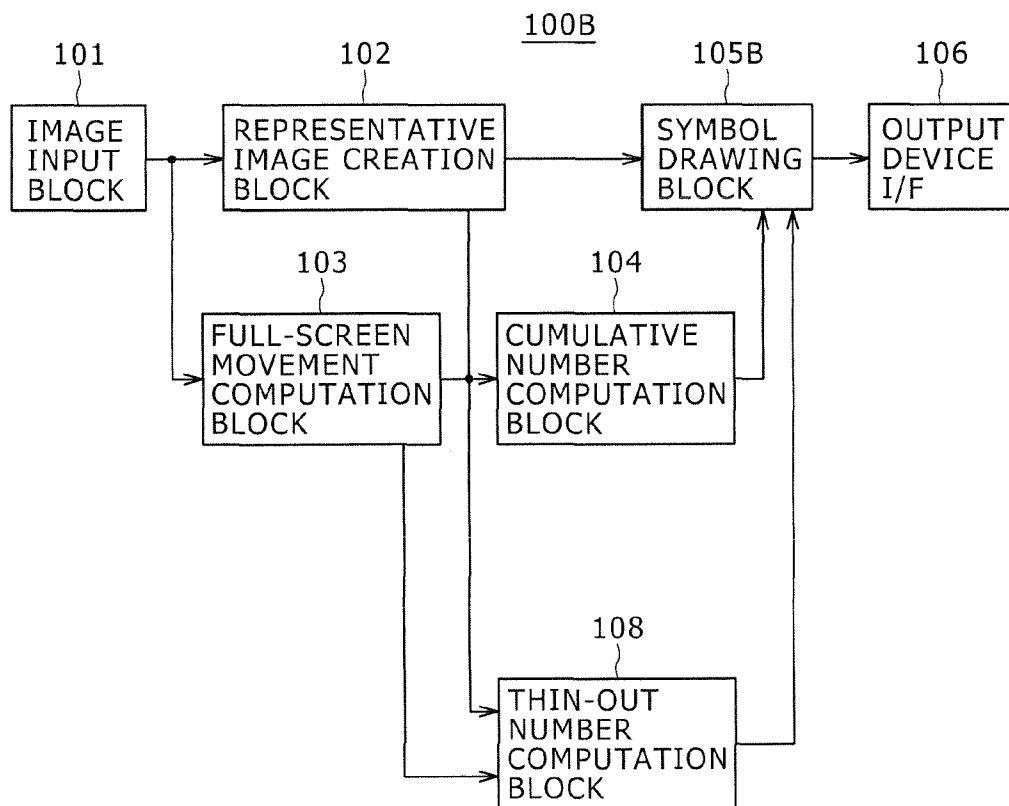 100B
101
IMAGE
INPUT
BLOCK
102
REPRESENTATIVE
IMAGE CREATION
BLOCK
105B
SYMBOL
DRAWING
BLOCK
106
OUTPUT
DEVICE
I/F
103
FULL-SCREEN
MOVEMENT
COMPUTATION
BLOCK
104
CUMULATIVE
NUMBER
COMPUTATION
BLOCK
108
THIN-OUT
NUMBER
COMPUTATION
BLOCK